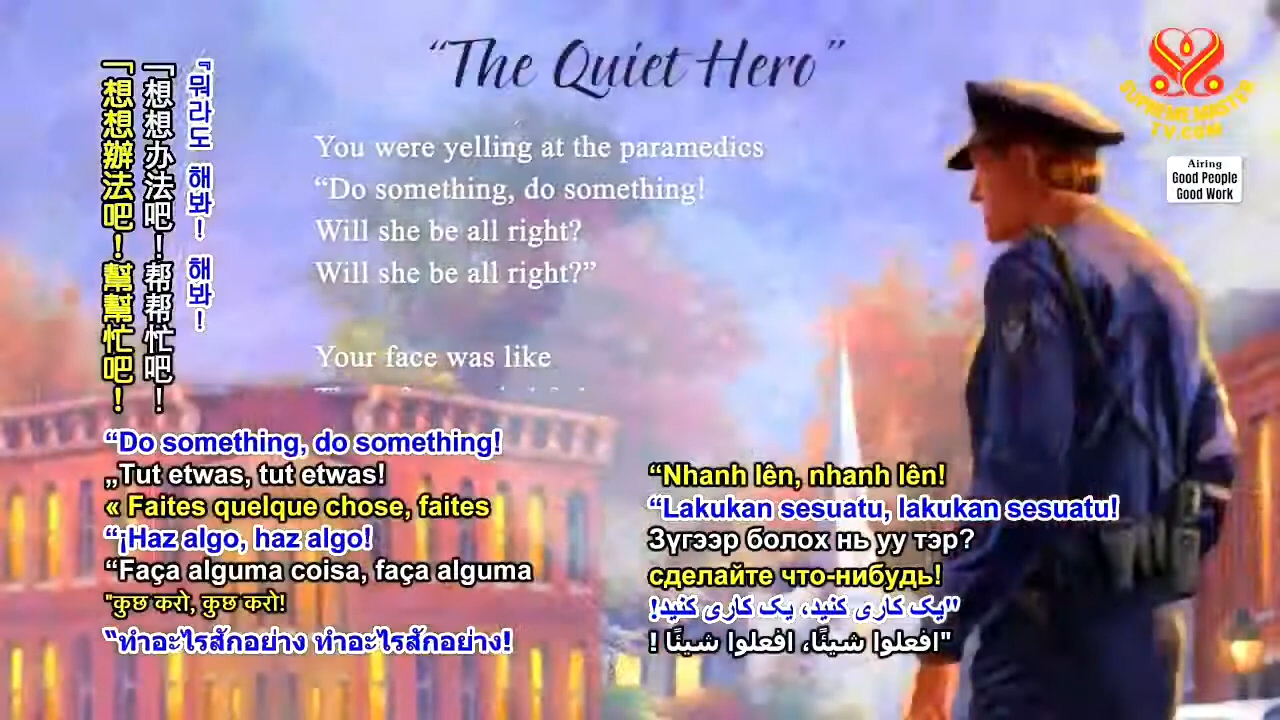 “The Quiet Hero”
You were yelling at the paramedics
“Do something, do something!
Will she be all right?
Will she be all right?”
Your face was like
SUPREMEMASTER
TV.COM
Airing
Good People
Good Work
『뭐라도 해봐! 해봐!
「想想办法吧！帮帮忙吧！
「想想辦法吧！幫幫忙吧！
“Do something, do something!
„Tut etwas, tut etwas!
« Faites quelque chose, faites
“¡Haz algo, haz algo!
“Faça alguma coisa, faça alguma
"कुछ करो, कुछ करो!
“ทำอะไรสักอย่าง ทำอะไรสักอย่าง!
“Nhanh lên, nhanh lên!
“Lakukan sesuatu, lakukan sesuatu!
Зүгээр болох нь уу тэр?
сделайте что-нибудь!
"یک کاری کنید، یک کاری کنید!
"افعلوا شيئًا، افعلوا شيئًا !